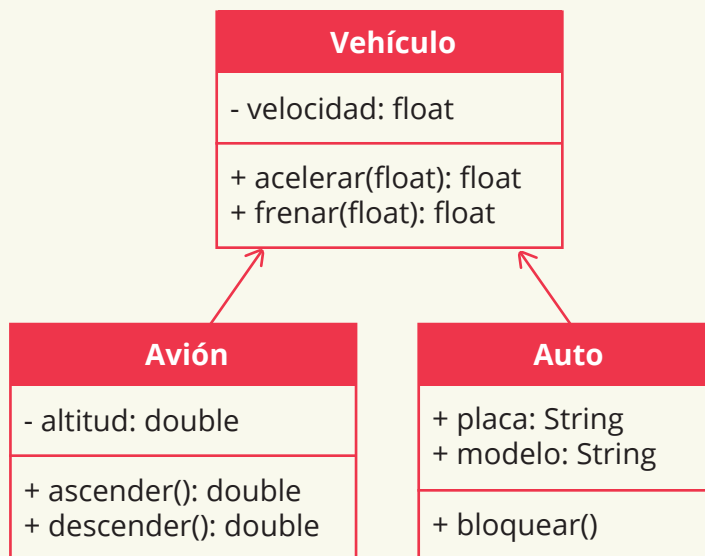 Vehículo
- velocidad: float
+ acelerar(float): float
+ frenar(float): float
Avión
- altitud: double
+ ascender(): double
+ descender(): double
Auto
+ placa: String
+ modelo: String
+ bloquear()